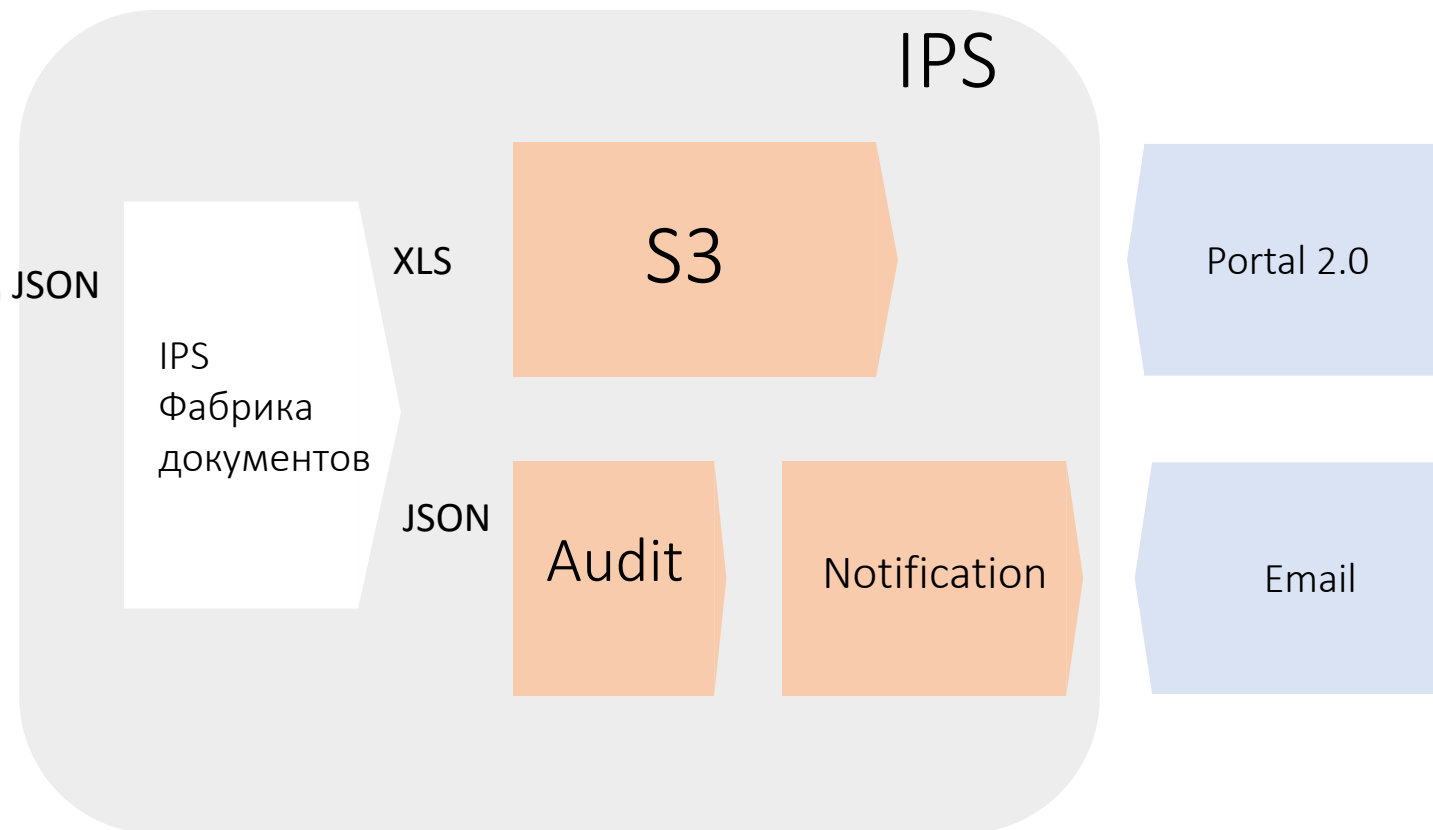 IPS
JSON
IPS
Фабрика
документов
XLS
S3
Portal 2.0
JSON
Audit
Notification
Email